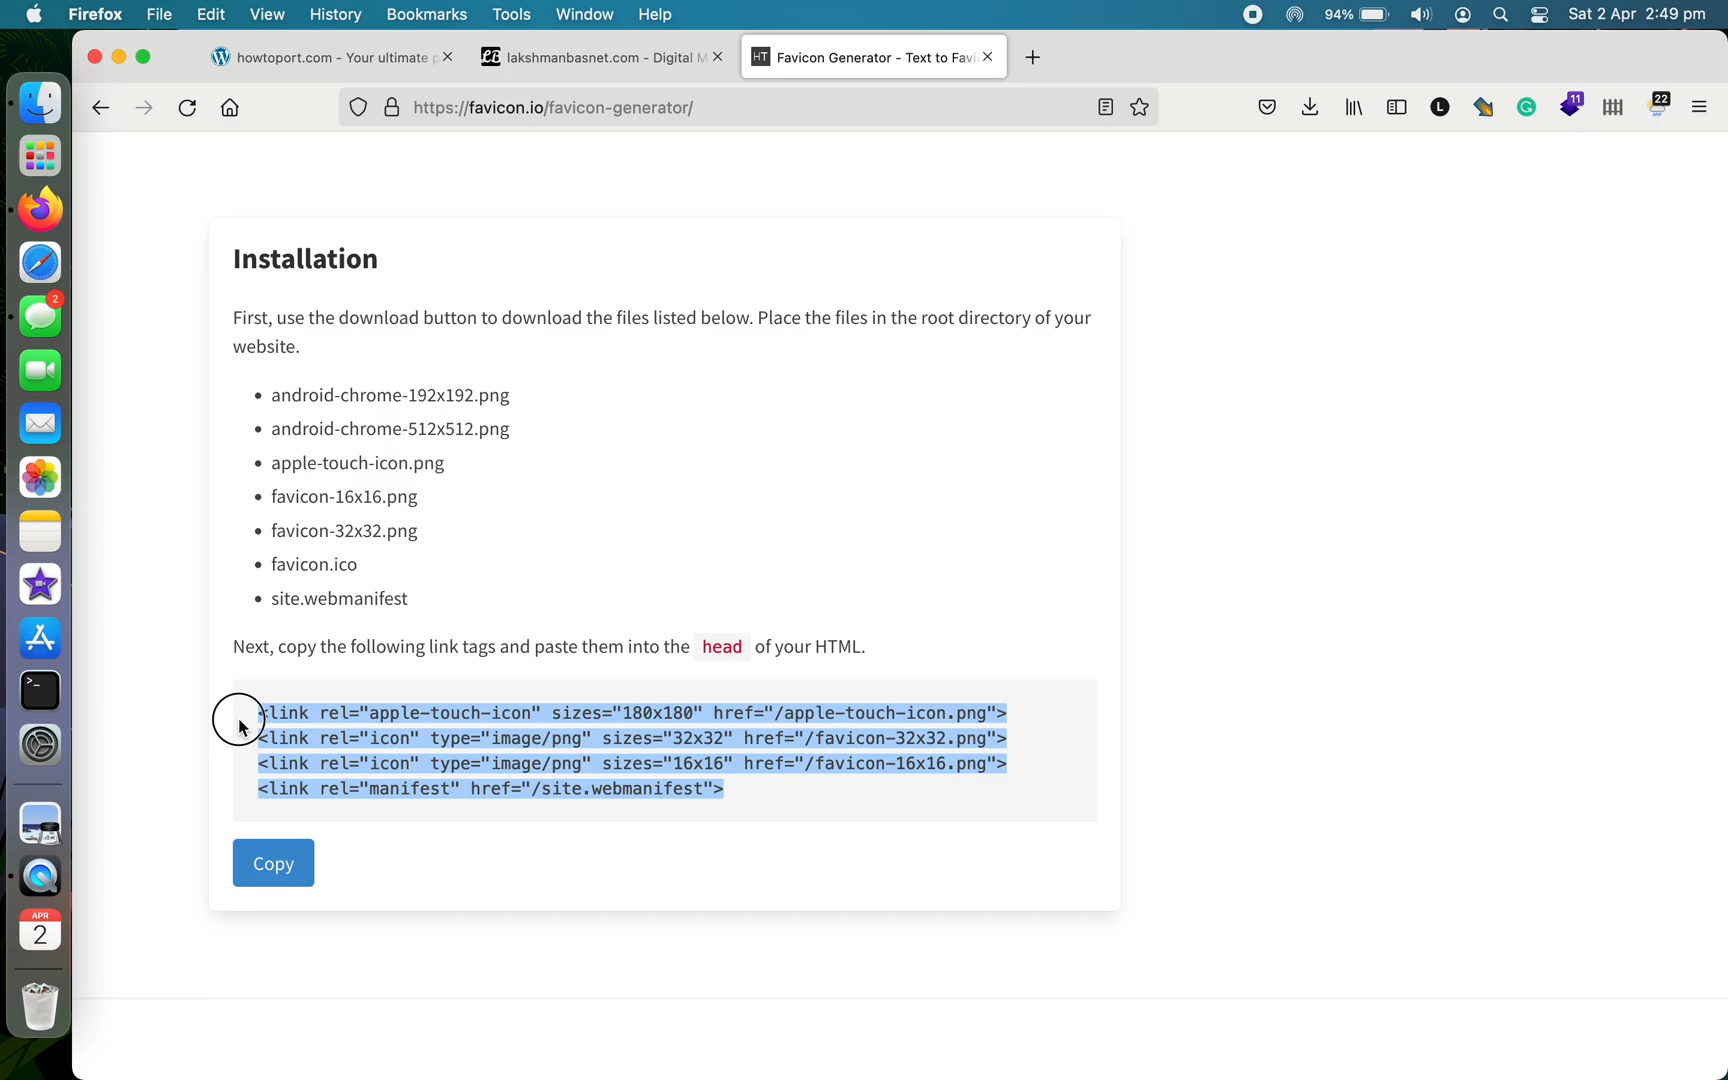 Firefox File Edit View History Bookmarks Tools Window Help 94% Sat 2 Apr 2:49 pm
howtoport.com - Your ultimate lakshmanbasnet.com - Digital M HT Favicon Generator - Text to Favi
https://favicon.io/favicon-generator/ L G 11 22
Installation
First, use the download button to download the files listed below. Place the files in the root directory of your
website.
• android-chrome-192x192.png
• android-chrome-512x512.png
• apple-touch-icon.png
• favicon-16x16.png
• favicon-32x32.png
• favicon.ico
• site.webmanifest
Next, copy the following link tags and paste them into the head of your HTML.
<link rel="apple-touch-icon" sizes="180x180" href="/apple-touch-icon.png">
<link rel="icon" type="image/png" sizes="32x32" href="/favicon-32x32.png">
<link rel="icon" type="image/png" sizes="16x16" href="/favicon-16x16.png">
<link rel="manifest" href="/site.webmanifest">
Copy
2
APR
2